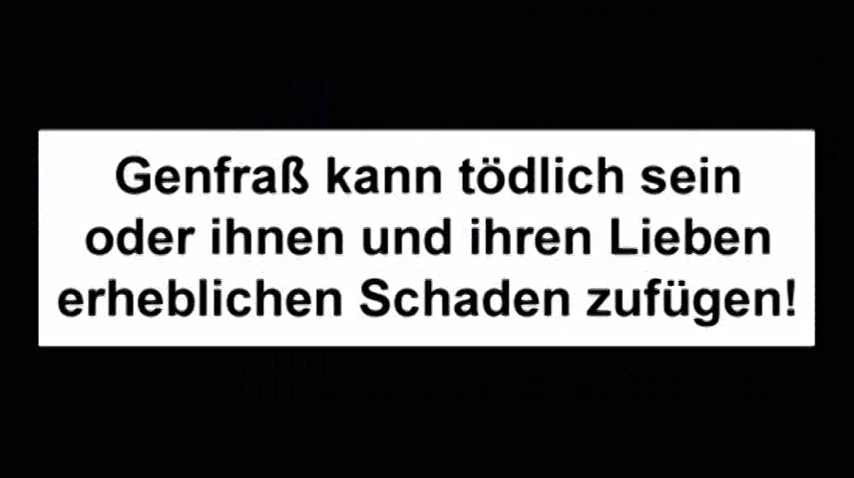 Genfraß kann tödlich sein
oder ihnen und ihren Lieben
erheblichen Schaden zufügen!